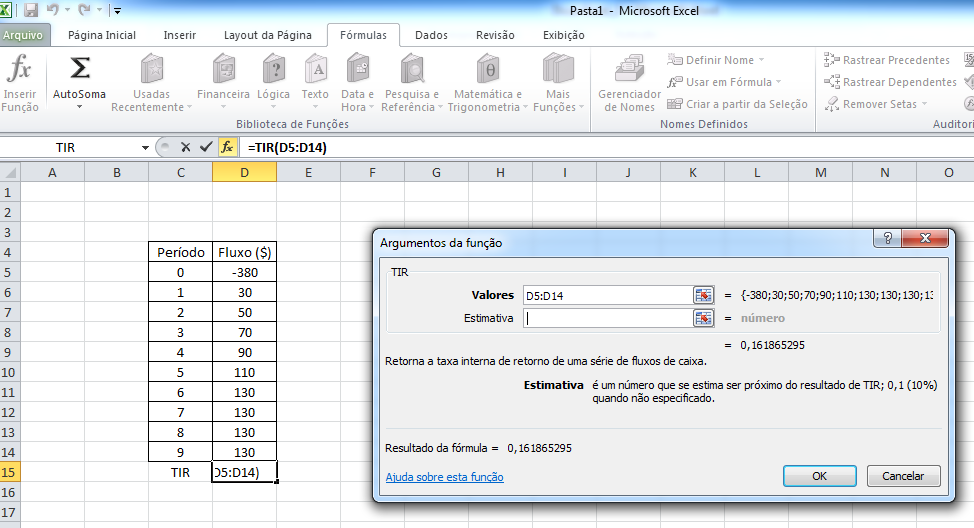 Pasta1 - Microsoft Excel
Arquivo Página Inicial Inserir Layout da Página Fórmulas Dados Revisão Exibição
fx Σ ? A θ
Inserir Função
AutoSoma
Usadas Recentemente
Financeira
Lógica
Texto
Data e Hora
Pesquisa e Referência
Matemática e Trigonometria
Mais Funções
Biblioteca de Funções
Gerenciador de Nomes
Definir Nome
Usar em Fórmula
Criar a partir da Seleção
Nomes Definidos
Rastrear Precedentes
Rastrear Dependentes
Remover Setas
Auditori
TIR fx =TIR(D5:D14)
A B C D E F G H I J K L M N O
1
2
3
4 Período Fluxo ($)
5 0 -380
6 1 30
7 2 50
8 3 70
9 4 90
10 5 110
11 6 130
12 7 130
13 8 130
14 9 130
15 TIR D5:D14)
16
17
Argumentos da função
?
TIR
Valores D5:D14 = {-380;30;50;70;90;110;130;130;130;13
Estimativa = número
= 0,161865295
Retorna a taxa interna de retorno de uma série de fluxos de caixa.
Estimativa é um número que se estima ser próximo do resultado de TIR; 0,1 (10%)
quando não especificado.
Resultado da fórmula = 0,161865295
Ajuda sobre esta função
OK Cancelar